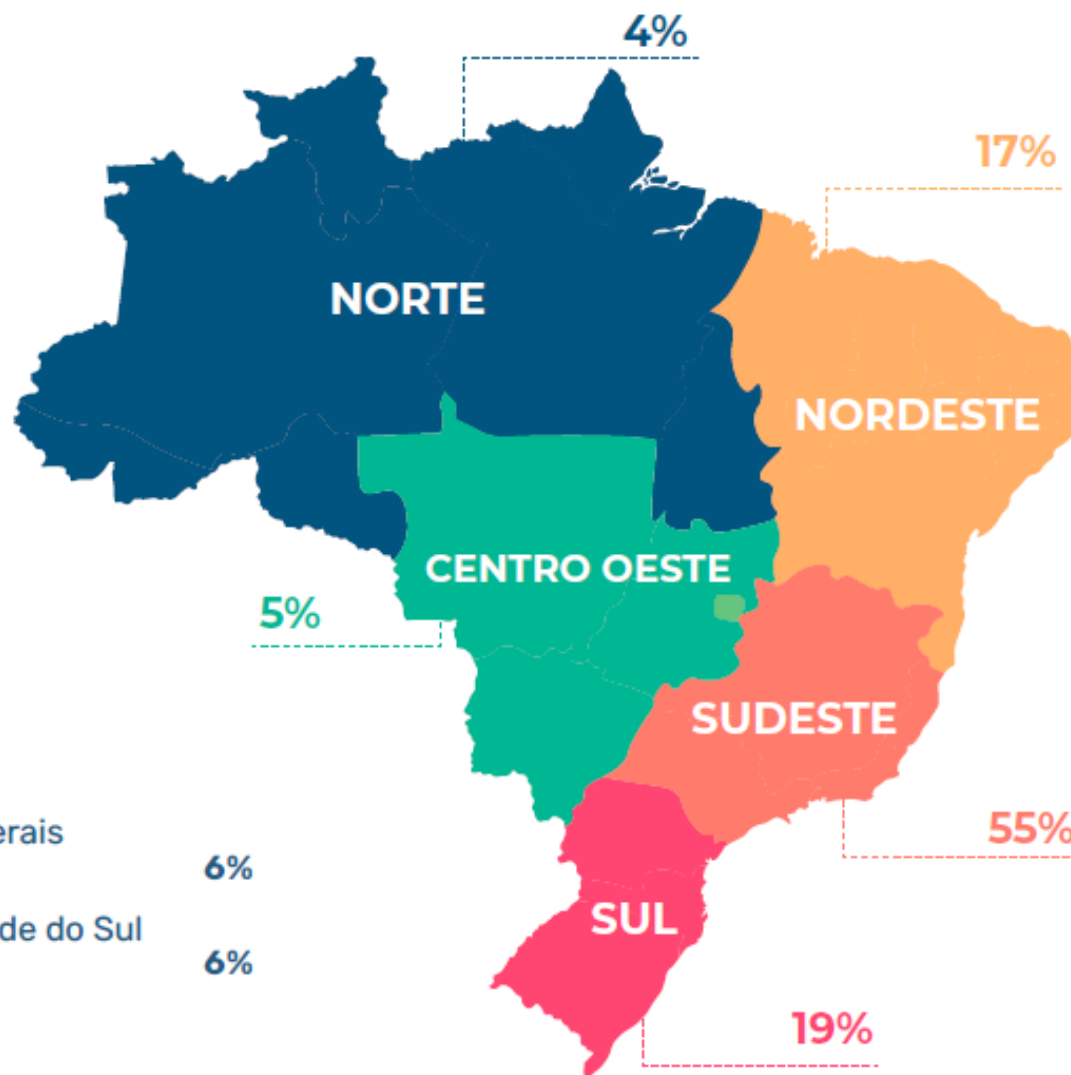 4%
17%
NORTE
NORDESTE
CENTRO OESTE
5%
SUDESTE
55%
erais
6%
SUL
de do Sul
6%
19%